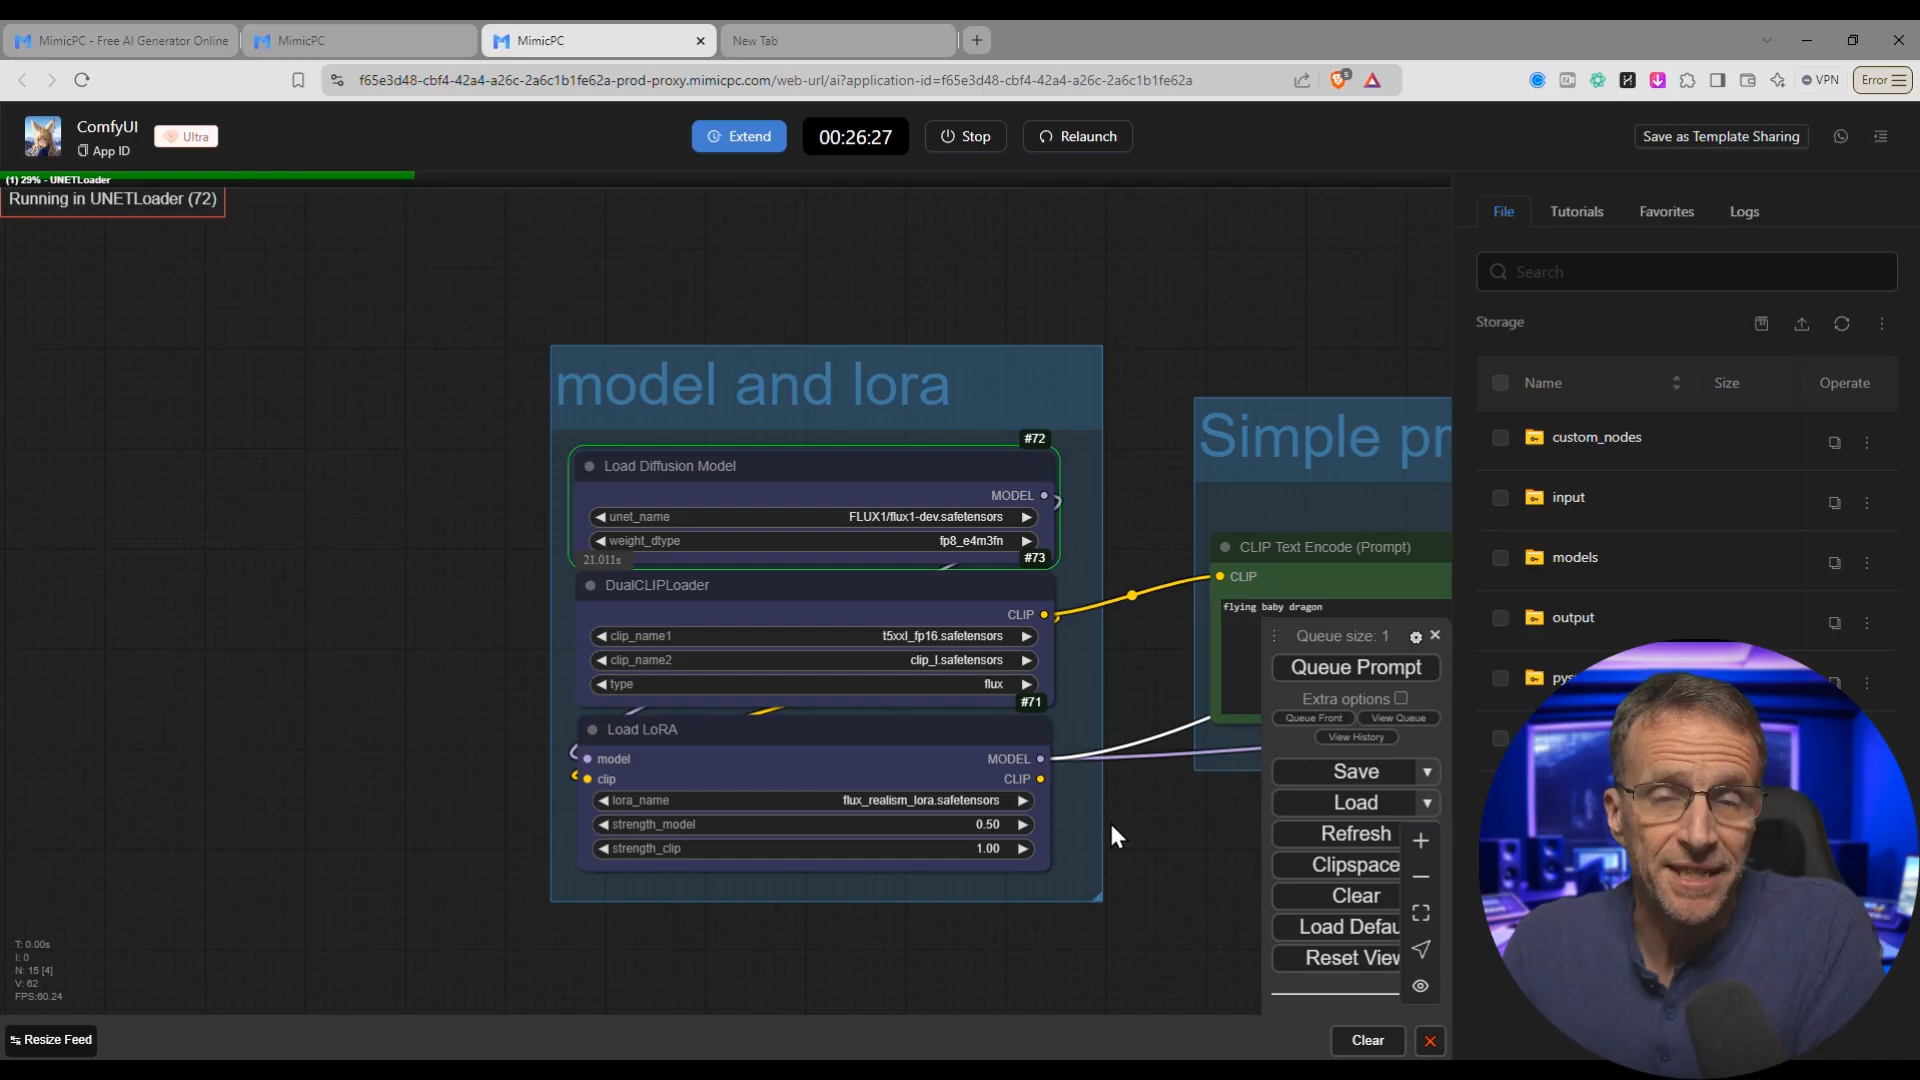 MimicPC - Free AI Generator Online
MimicPC
MimicPC
New Tab
f65e3d48-cbf4-42a4-a26c-2a6c1b1fe62a-prod-proxy.mimicpc.com/web-url/ai?application-id=f65e3d48-cbf4-42a4-a26c-2a6c1b1fe62a
5
VPN
Error
ComfyUI
App ID
Ultra
Extend
00:26:27
Stop
Relaunch
Save as Template Sharing
(1) 29% - UNETLoader
Running in UNETLoader (72)
File
Tutorials
Favorites
Logs
Search
Storage
Name
Size
Operate
custom_nodes
input
models
output
model and lora
#72
Load Diffusion Model
MODEL
unet_name
FLUX1/flux1-dev.safetensors
weight_dtype
fp8_e4m3fn
21.011s
#73
DualCLIPLoader
CLIP
clip_name1
t5xxl_fp16.safetensors
clip_name2
clip_l.safetensors
type
flux
#71
Load LoRA
model
MODEL
clip
CLIP
lora_name
flux_realism_lora.safetensors
strength_model
0.50
strength_clip
1.00
Simple pr
CLIP Text Encode (Prompt)
CLIP
flying baby dragon
Queue size: 1
Queue Prompt
Extra options
Queue Front
View Queue
View History
Save
Load
Refresh
Clipspace
Clear
Load Defau
Reset View
T: 0.00s
I: 0
N: 15 [4]
V: 62
FPS:60.24
Resize Feed
Clear